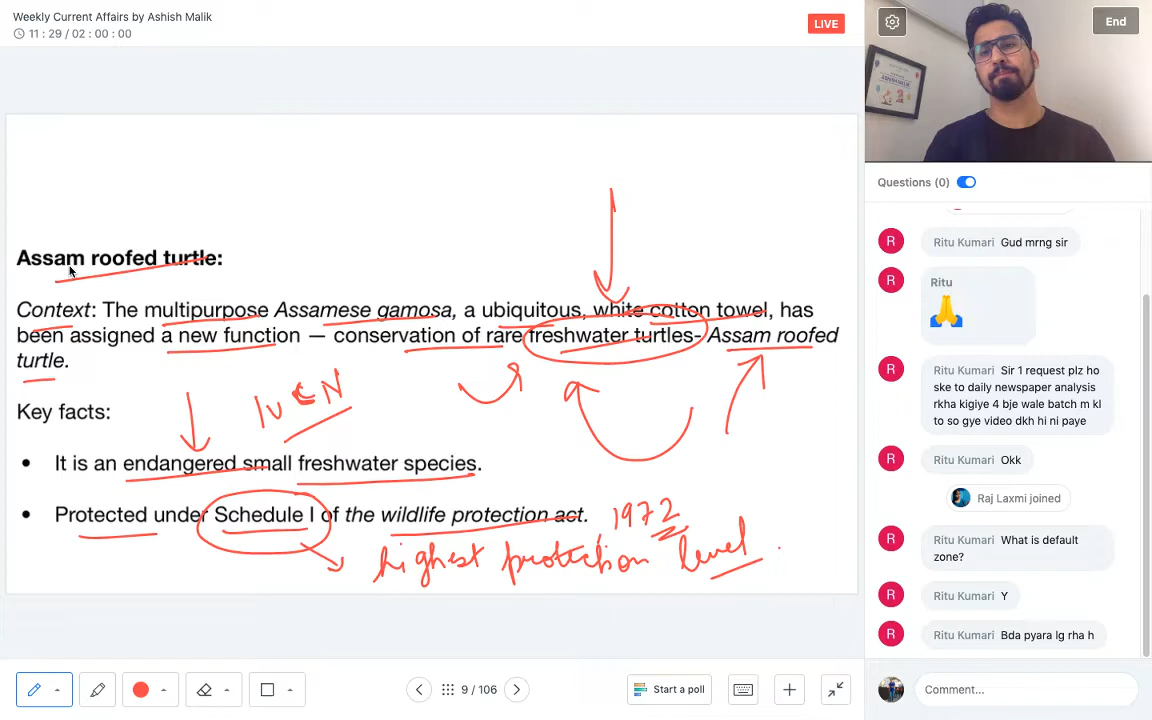 Weekly Current Affairs by Ashish Malik
11 : 29 / 02 : 00 : 00
LIVE
End
Assam roofed turtle:
Context: The multipurpose Assamese gamosa, a ubiquitous, white cotton towel, has
been assigned a new function — conservation of rare freshwater turtles- Assam roofed
turtle.
IUCN
Key facts:
• It is an endangered small freshwater species.
• Protected under Schedule I of the wildlife protection act.
, 1972
highest protection level.
Questions (0)
R Ritu Kumari Gud mrng sir
R Ritu
R Ritu Kumari Sir 1 request plz ho
ske to daily newspaper analysis
rkha kigiye 4 bje wale batch m kl
to so gye video dkh hi ni paye
R Ritu Kumari Okk
Raj Laxmi joined
R Ritu Kumari What is default
zone?
R Ritu Kumari Y
R Ritu Kumari Bda pyara lg rha h
9 / 106
Start a poll
Comment...